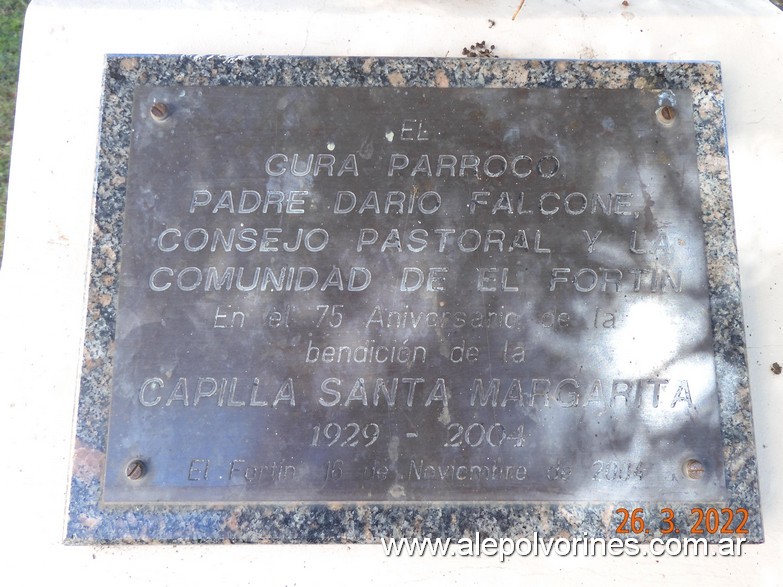 EL
CURA PARROCO
PADRE DARIO FALCONE,
CONSEJO PASTORAL Y LA
COMUNIDAD DE EL FORTIN
En el 75 Aniversario de la
bendición de la
CAPILLA SANTA MARGARITA
1929 - 2004
El Fortin 16 de Noviembre de 2004
26.3.2022
www.alepolvorines.com.ar